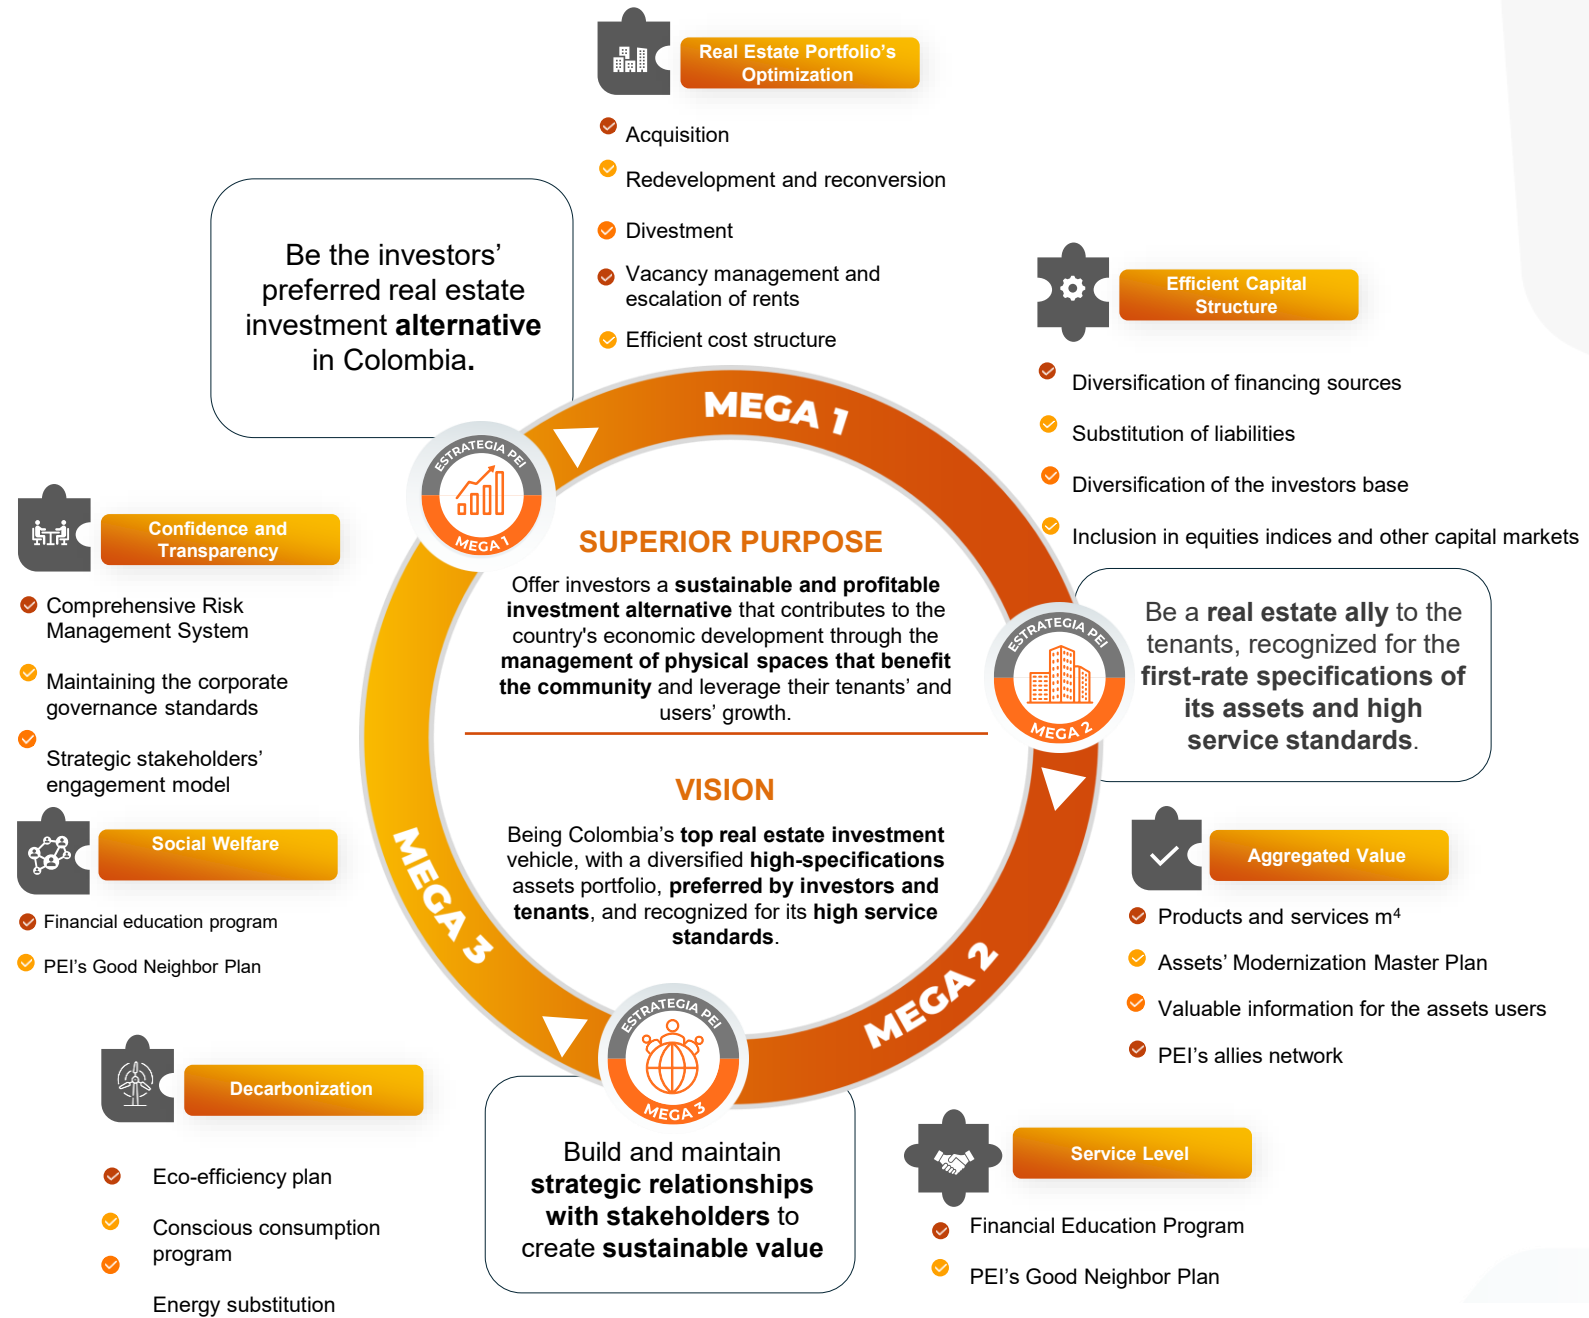 Real Estate Portfolio's
Optimization
Acquisition
Redevelopment and reconversion
Divestment
Vacancy management and
escalation of rents
Efficient cost structure
Be the investors'
preferred real estate
investment alternative
in Colombia.
Efficient Capital
Structure
Diversification of financing sources
Substitution of liabilities
Diversification of the investors base
Inclusion in equities indices and other capital markets
MEGA 1
ESTRATEGIA PEI
MEGA 1
Confidence and
Transparency
Comprehensive Risk
Management System
Maintaining the corporate
governance standards
Strategic stakeholders'
engagement model
SUPERIOR PURPOSE
Offer investors a sustainable and profitable
investment alternative that contributes to the
country's economic development through the
management of physical spaces that benefit
the community and leverage their tenants' and
users' growth.
ESTRATEGIA PEI
MEGA 2
Be a real estate ally to the
tenants, recognized for the
first-rate specifications of
its assets and high
service standards.
VISION
Being Colombia's top real estate investment
vehicle, with a diversified high-specifications
assets portfolio, preferred by investors and
tenants, and recognized for its high service
standards.
Social Welfare
Financial education program
PEI's Good Neighbor Plan
MEGA 3
MEGA 2
Aggregated Value
Products and services m⁴
Assets' Modernization Master Plan
Valuable information for the assets users
PEI's allies network
ESTRATEGIA PEI
MEGA 3
Decarbonization
Eco-efficiency plan
Conscious consumption
program
Energy substitution
Build and maintain
strategic relationships
with stakeholders to
create sustainable value
Service Level
Financial Education Program
PEI's Good Neighbor Plan